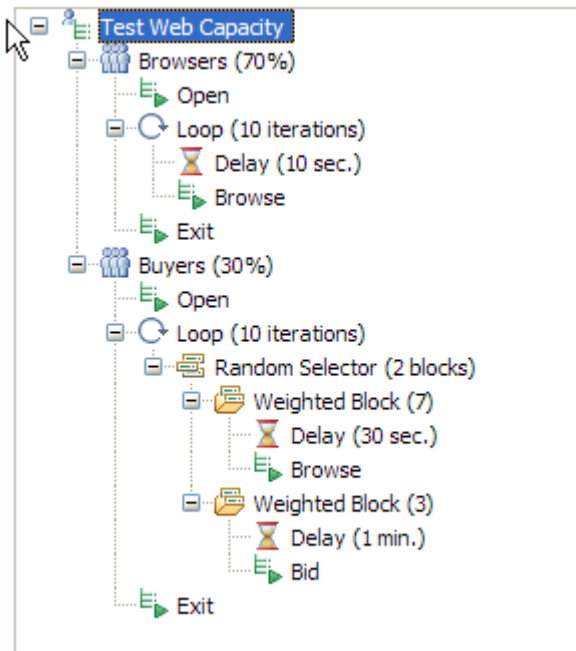 Test Web Capacity
Browsers (70%)
Open
Loop (10 iterations)
Delay (10 sec.)
Browse
Exit
Buyers (30%)
Open
Loop (10 iterations)
Random Selector (2 blocks)
Weighted Block (7)
Delay (30 sec.)
Browse
Weighted Block (3)
Delay (1 min.)
Bid
Exit